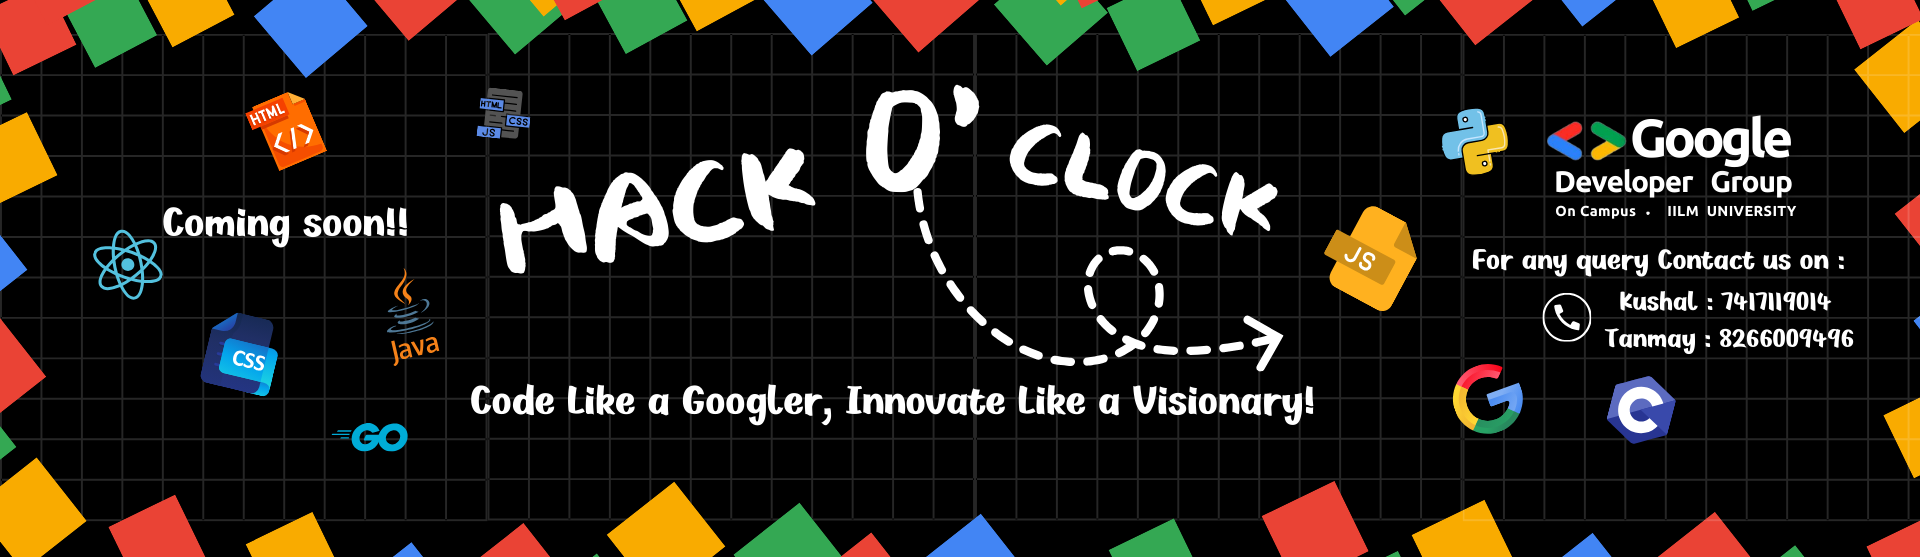 HTML
</>
Coming soon!!
Java
CSS
GO
HTML
CSS
JS
HACK O' CLOCK
Code Like a Googler, Innovate Like a Visionary!
JS
Google
Developer Group
On Campus · IILM UNIVERSITY
For any query Contact us on :
Kushal : 7417119014
Tanmay : 8266009496
G
C